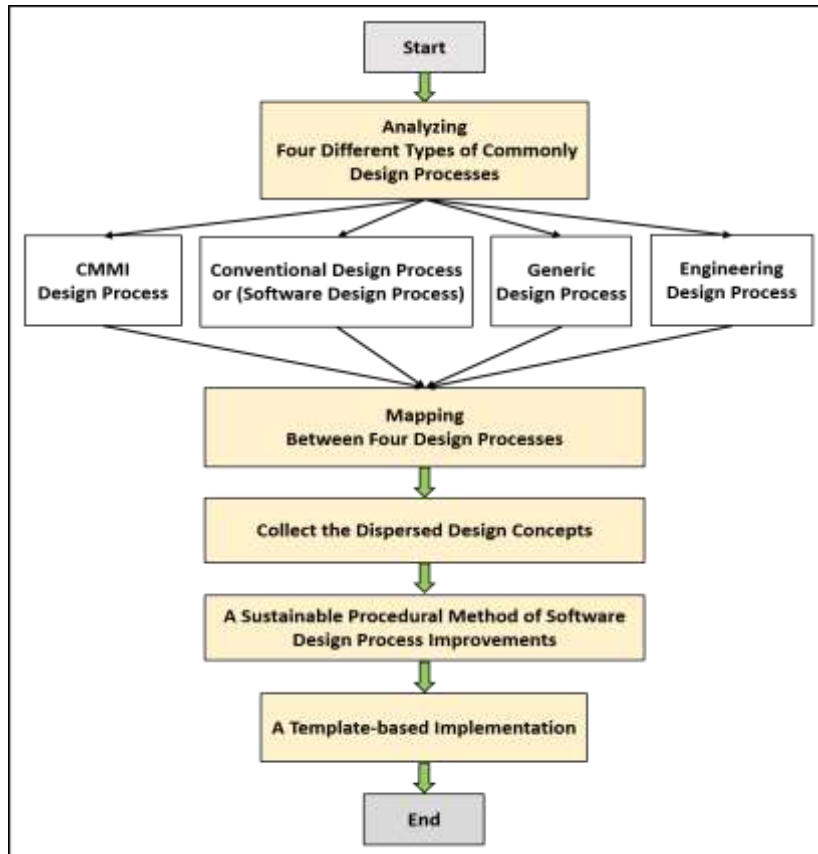 Start
Analyzing
Four Different Types of Commonly
Design Processes
CMMI
Design Process
Conventional Design Process
or (Software Design Process)
Generic
Design Process
Engineering
Design Process
Mapping
Between Four Design Processes
Collect the Dispersed Design Concepts
A Sustainable Procedural Method of Software
Design Process Improvements
A Template-based Implementation
End